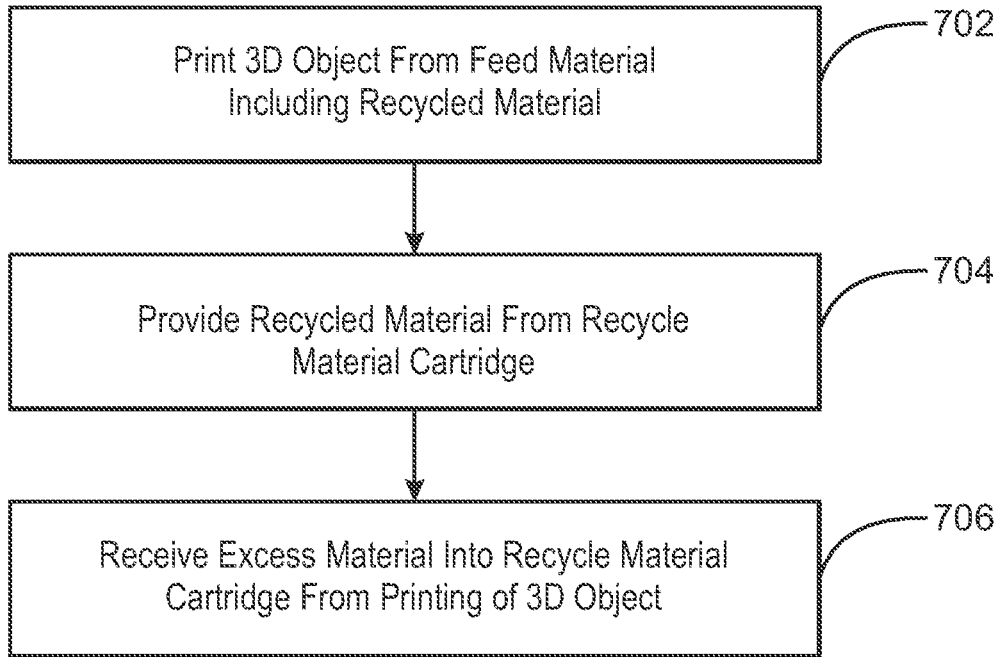 Print 3D Object From Feed Material
Including Recycled Material
702
Provide Recycled Material From Recycle
Material Cartridge
704
Receive Excess Material Into Recycle Material
Cartridge From Printing of 3D Object
706